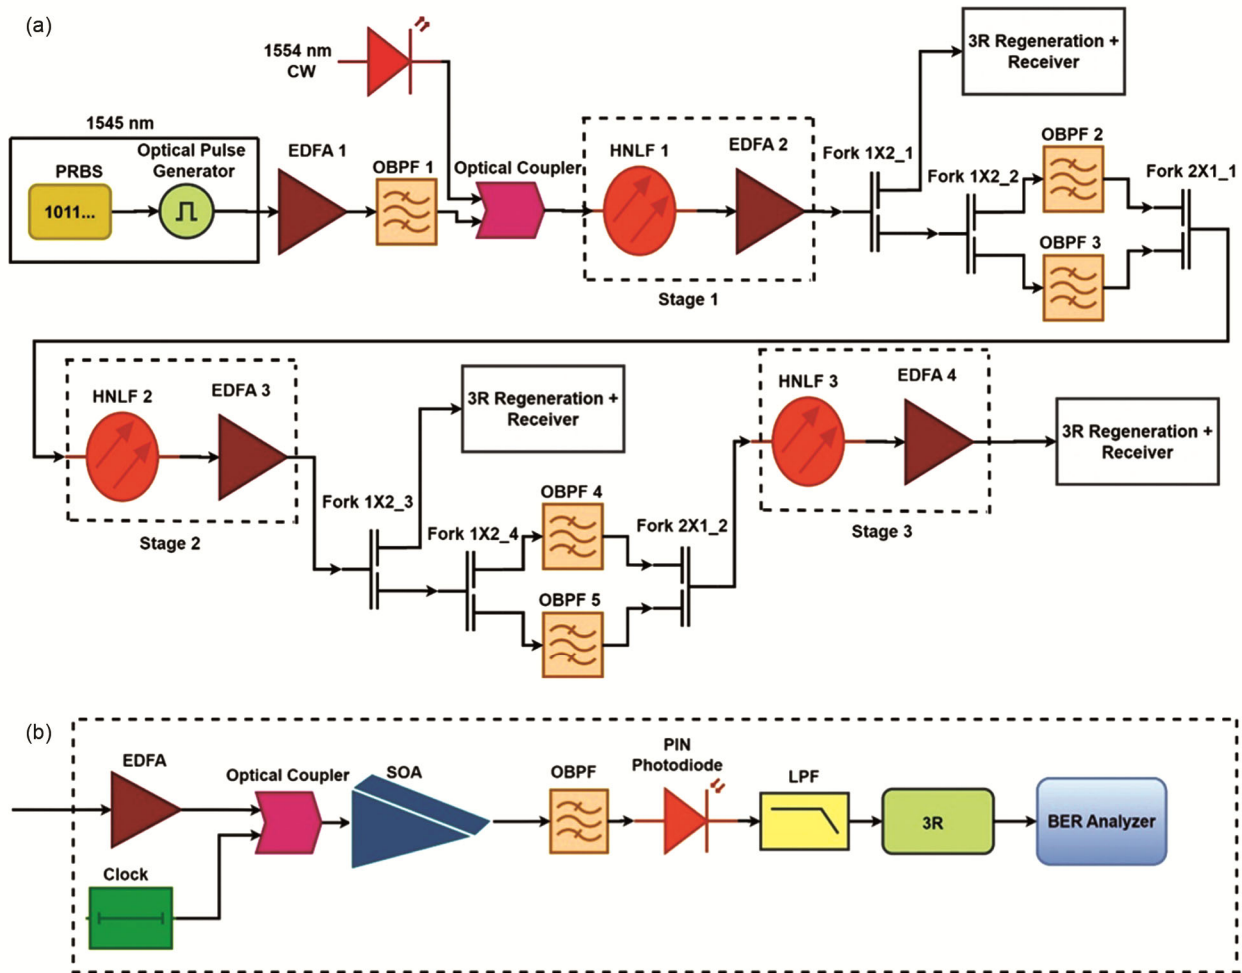 (a)
1554 nm
CW
3R Regeneration +
Receiver
1545 nm
PRBS
1011...
Optical Pulse
Generator
EDFA 1
OBPF 1
Optical Coupler
HNLF 1
EDFA 2
Stage 1
Fork 1X2_1
Fork 1X2_2
OBPF 2
OBPF 3
Fork 2X1_1
HNLF 2
EDFA 3
Stage 2
3R Regeneration +
Receiver
Fork 1X2_3
Fork 1X2_4
OBPF 4
OBPF 5
Fork 2X1_2
HNLF 3
EDFA 4
Stage 3
3R Regeneration +
Receiver
(b)
EDFA
Clock
Optical Coupler
SOA
OBPF
PIN
Photodiode
LPF
3R
BER Analyzer